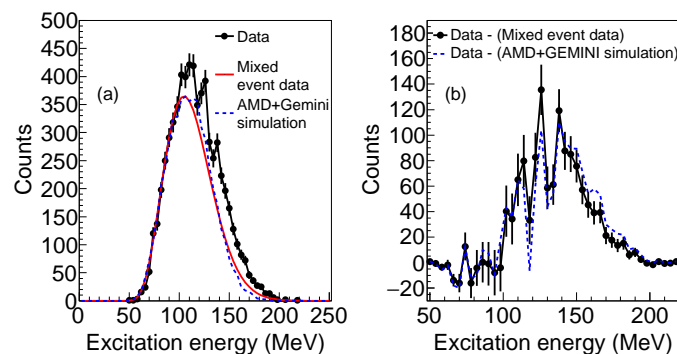 500
450
400
350
300
250
200
150
100
50
0
Counts
(a)
Data
Mixed
event data
AMD+Gemini
simulation
0 50 100 150 200 250
Excitation energy (MeV)
180
160
140
120
100
80
60
40
20
0
−20
Counts
(b)
Data - (Mixed event data)
Data - (AMD+GEMINI simulation)
50 100 150 200
Excitation energy (MeV)